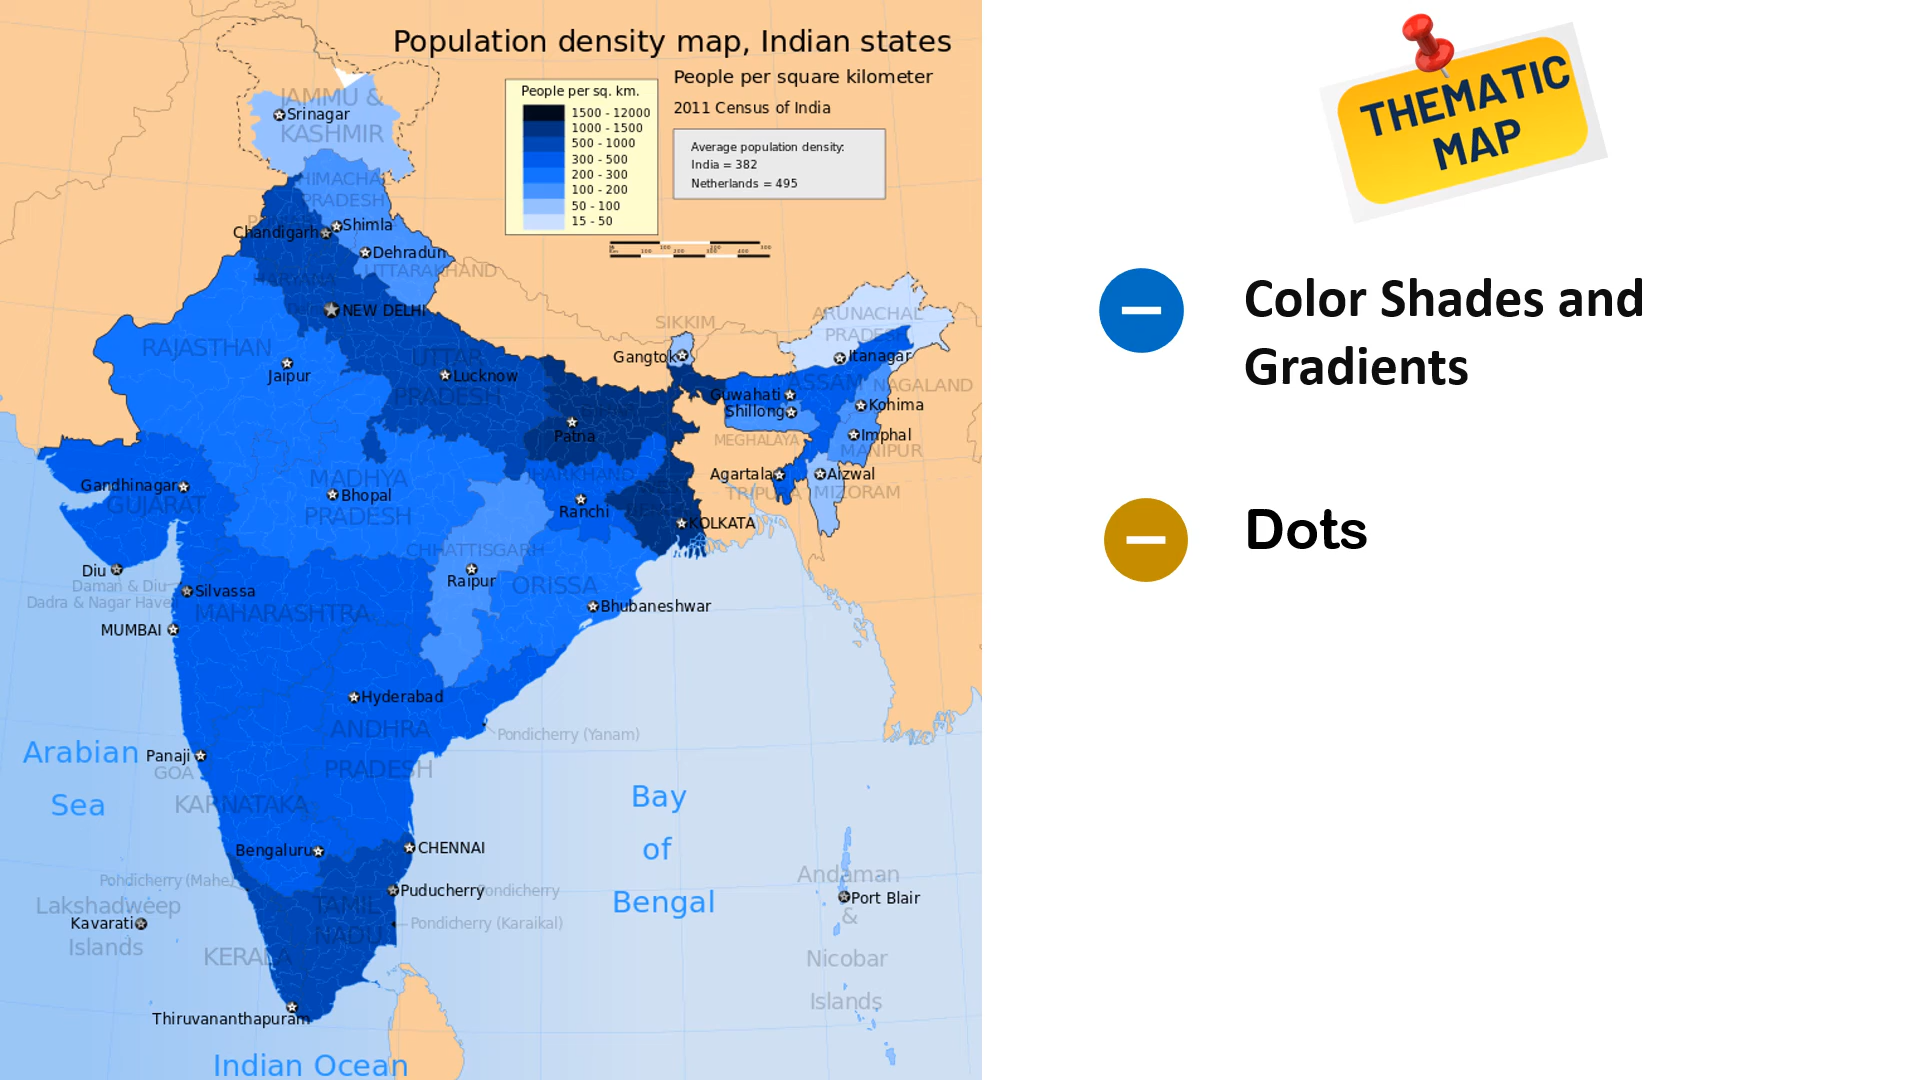 Population density map, Indian states
People per square kilometer
2011 Census of India
People per sq. km.
1500 - 12000
1000 - 1500
500 - 1000
300 - 500
200 - 300
100 - 200
50 - 100
15 - 50
Average population density:
India = 382
Netherlands = 495
JAMMU &
Srinagar
KASHMIR
HIMACHAL
PRADESH
Shimla
Chandigarh
Dehradun
UTTARAKHAND
HARYANA
NEW DELHI
RAJASTHAN
Jaipur
UTTAR
Lucknow
PRADESH
SIKKIM
Gangtok
ARUNACHAL
PRADESH
Itanagar
ASSAM
NAGALAND
Guwahati
Shillong
Kohima
Imphal
MEGHALAYA
MANIPUR
Agartala
Aizwal
TRIPURA
MIZORAM
Patna
JHARKHAND
Ranchi
KOLKATA
Gandhinagar
GUJARAT
MADHYA
Bhopal
PRADESH
CHHATTISGARH
Raipur
ORISSA
Bhubaneshwar
Diu
Daman & Diu
Silvassa
Dadra & Nagar Haveli
MAHARASHTRA
MUMBAI
Hyderabad
ANDHRA
PRADESH
Pondicherry (Yanam)
Arabian
Sea
Panaji
GOA
KARNATAKA
Bengaluru
CHENNAI
Pondicherry (Mahe)
Puducherry
Pondicherry
Lakshadweep
Kavarati
Islands
TAMIL
NADU
Pondicherry (Karaikal)
KERALA
Thiruvananthapuram
Indian Ocean
Bay
of
Bengal
Andaman
Port Blair
&
Nicobar
Islands
THEMATIC
MAP
Color Shades and
Gradients
Dots